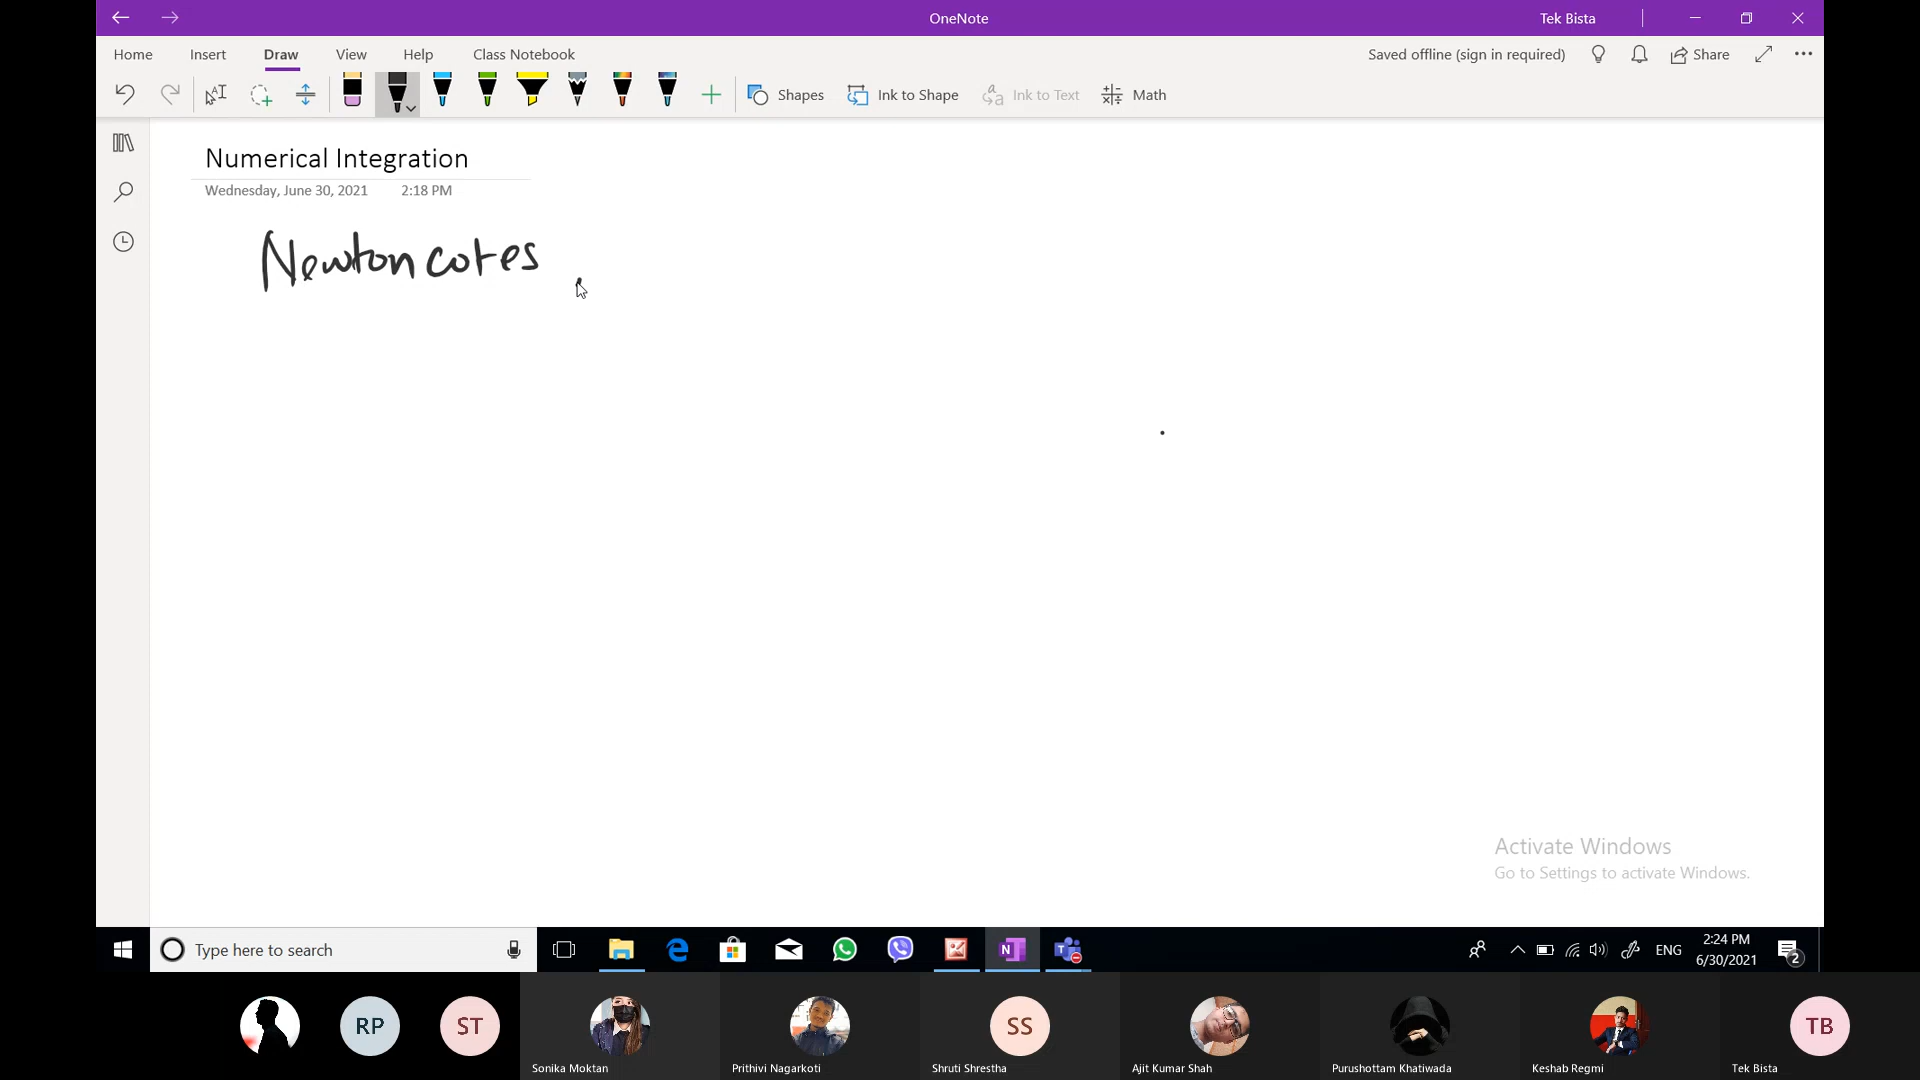 OneNote
Tek Bista
Home Insert Draw View Help Class Notebook
Saved offline (sign in required) Share
Shapes Ink to Shape Ink to Text Math
Numerical Integration
Wednesday, June 30, 2021 2:18 PM
Newton cotes
Activate Windows
Go to Settings to activate Windows.
Type here to search
ENG
2:24 PM
6/30/2021
2
RP ST SS TB
Sonika Moktan Prithivi Nagarkoti Shruti Shrestha Ajit Kumar Shah Purushottam Khatiwada Keshab Regmi Tek Bista